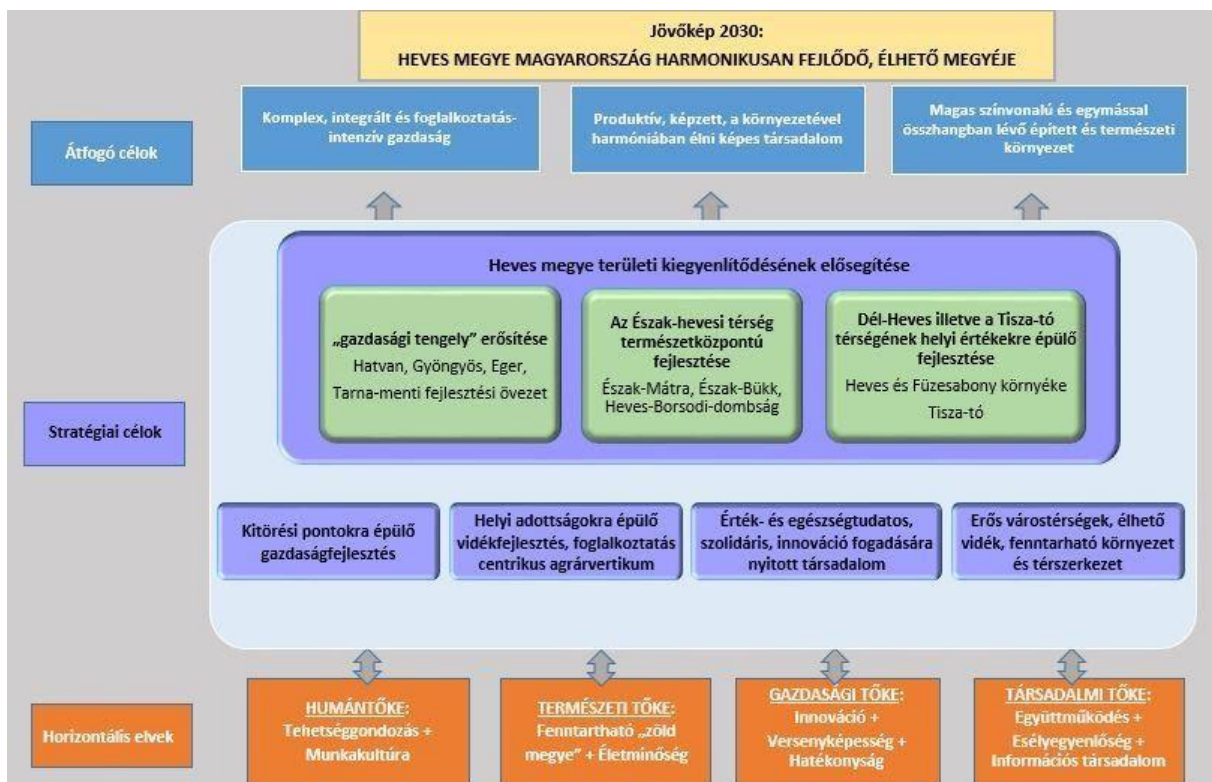 Jövőkép 2030:
HEVES MEGYE MAGYARORSZÁG HARMONIKUSAN FEJLŐDŐ, ÉLHETŐ MEGYÉJE
Átfogó célok
Komplex, integrált és foglalkoztatás-
intenzív gazdaság
Produktív, képzett, a környezetével
harmóniában élni képes társadalom
Magas színvonalú és egymással
összhangban lévő épített és természeti
környezet
Stratégiai célok
Heves megye területi kiegyenlítődésének elősegítése
„gazdasági tengely” erősítése
Hatvan, Gyöngyös, Eger,
Tarna-menti fejlesztési övezet
Az Észak-hevesi térség
természetközpontú
fejlesztése
Észak-Mátra, Észak-Bükk,
Heves-Borsodi-dombság
Dél-Heves illetve a Tisza-tó
térségének helyi értékekre épülő
fejlesztése
Heves és Füzesabony környéke
Tisza-tó
Kitörési pontokra épülő
gazdaságfejlesztés
Helyi adottságokra épülő
vidékfejlesztés, foglalkoztatás
centrikus agrárvertikum
Érték- és egészségtudatos,
szolidáris, innováció fogadására
nyitott társadalom
Erős várostérségek, élhető
vidék, fenntarható környezet
és térszerkezet
Horizontális elvek
HUMÁNTŐKE:
Tehetséggondozás +
Munkakultúra
TERMÉSZETI TŐKE:
Fenntartható „zöld
megye” + Életminőség
GAZDASÁGI TŐKE:
Innováció +
Versenyképesség +
Hatékonyság
TÁRSADALMI TŐKE:
Együttműködés +
Esélyegyenlőség +
Információs társadalom